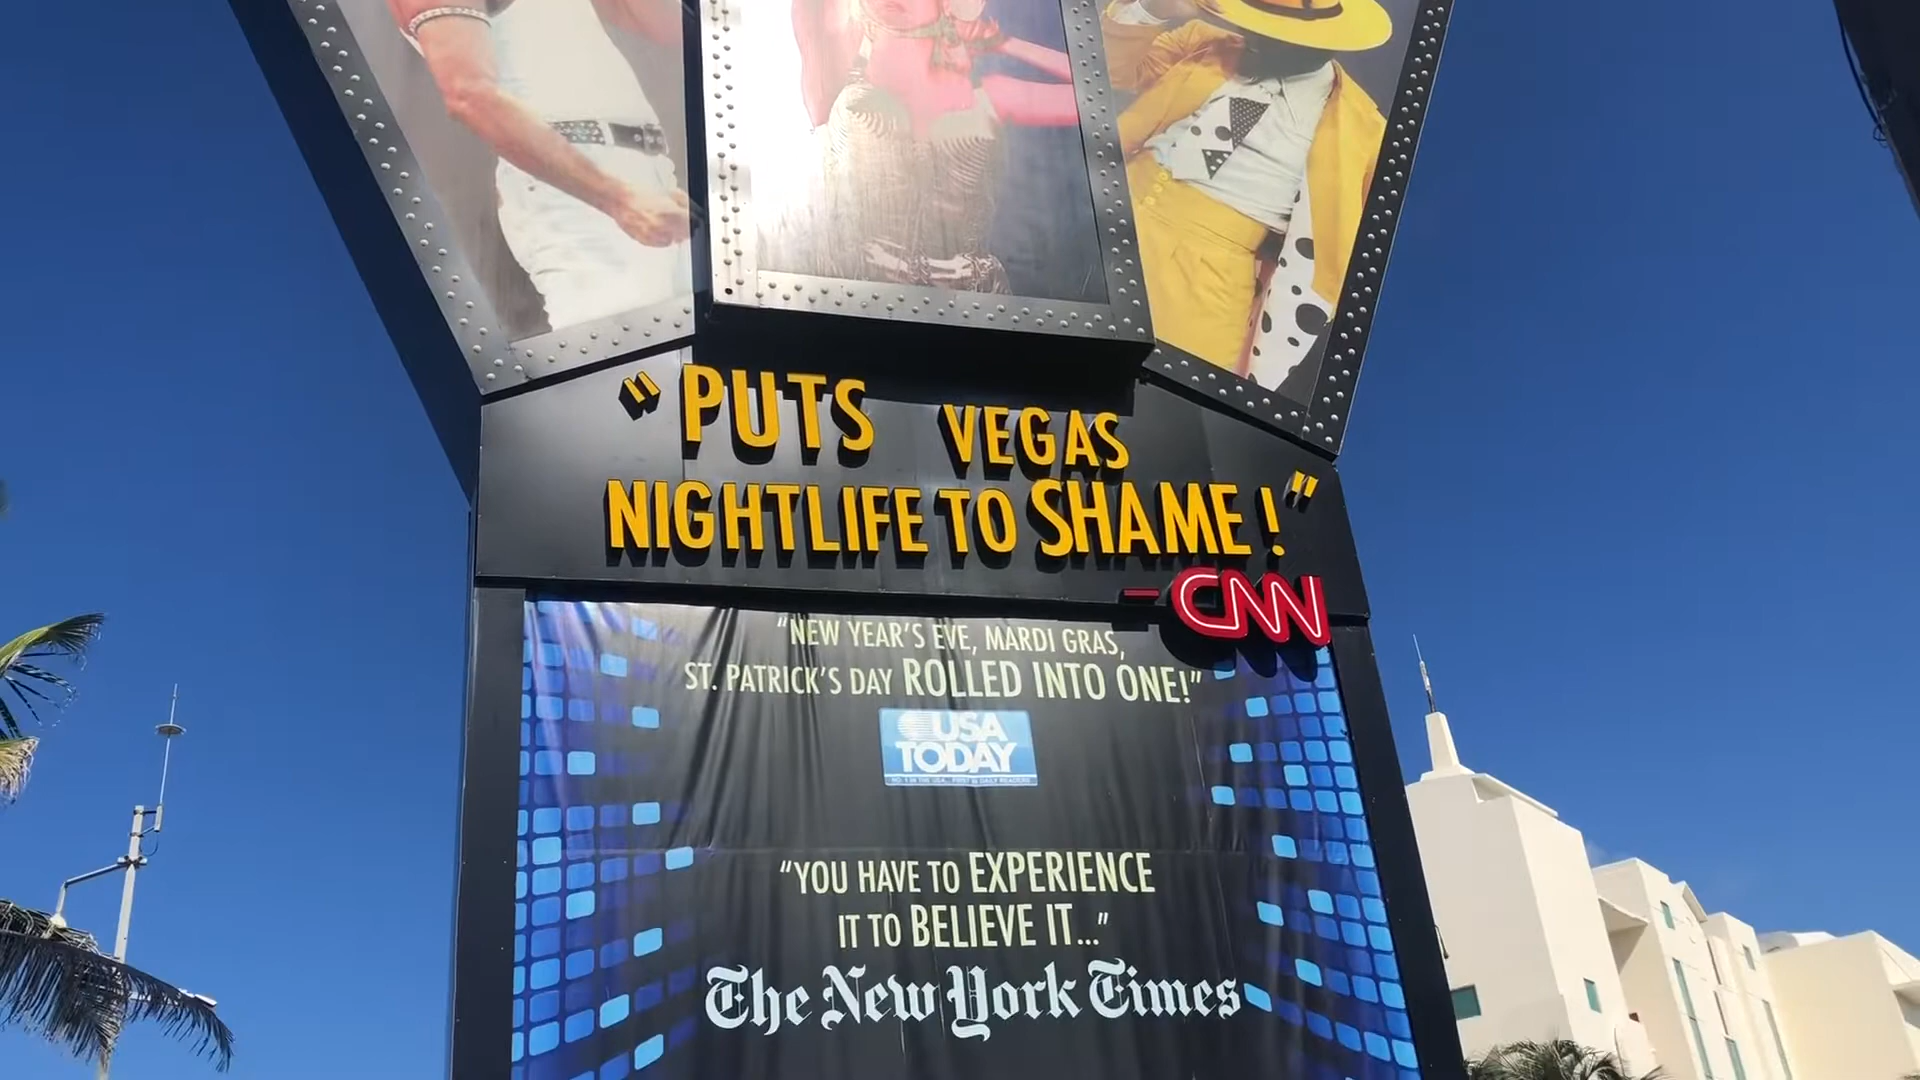 "PUTS VEGAS
NIGHTLIFE TO SHAME!"
- CNN
"NEW YEAR'S EVE, MARDI GRAS,
ST. PATRICK'S DAY ROLLED INTO ONE!"
USA
TODAY
"YOU HAVE TO EXPERIENCE
IT TO BELIEVE IT..."
The New York Times